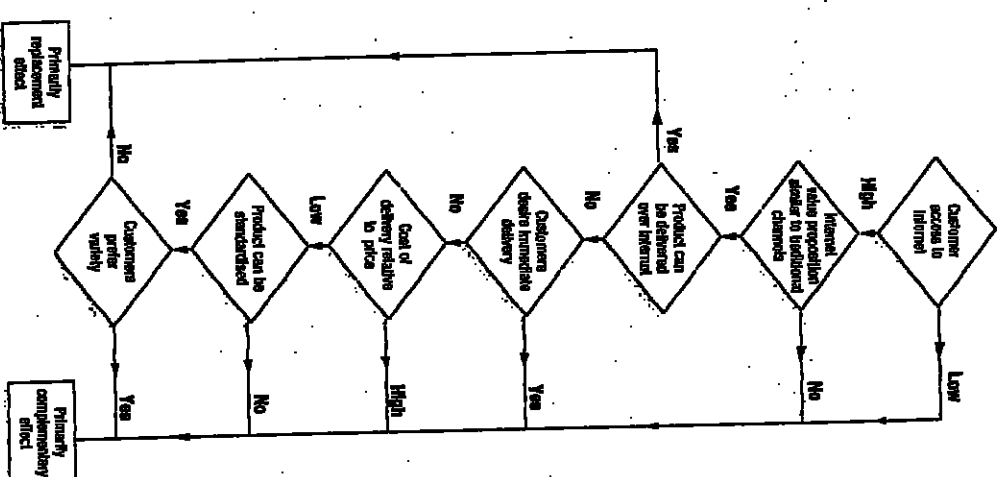 Customer
access to
Internet
High
Low
Internet
value proposition
similar to traditional
channels
Yes
No
Product can
be delivered
over Internet
Yes
No
Customers
desire immediate
delivery
No
Yes
Cost of
delivery relative
to price
Low
High
Product can be
standardised
Yes
No
Customers
prefer
variety
No
Yes
Primarily
replacement
effect
Primarily
complementary
effect